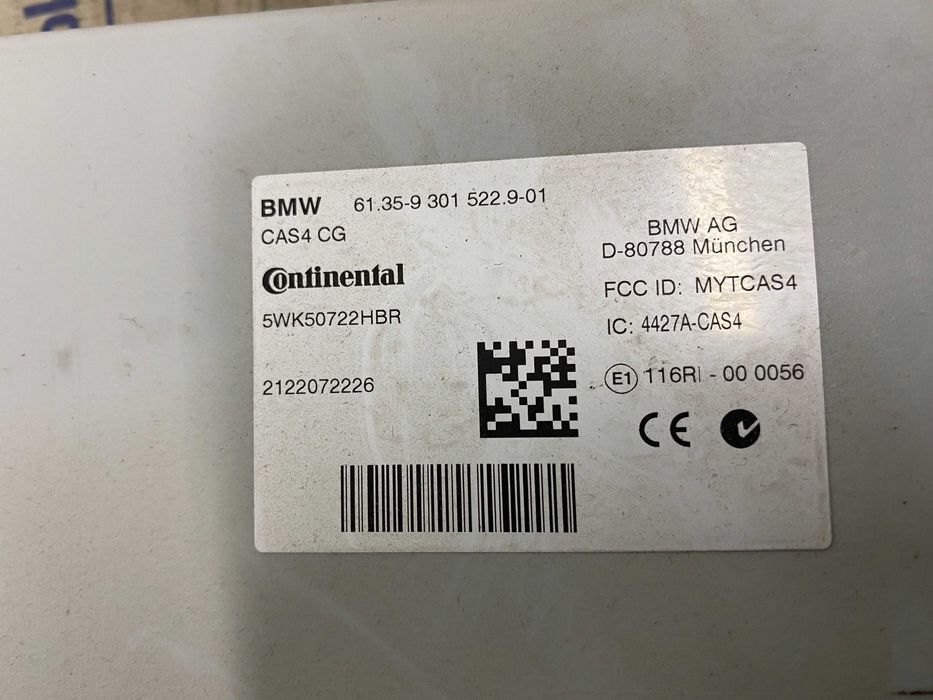 BMW 61.35-9 301 522.9-01
CAS4 CG
Continental
5WK50722HBR
2122072226
BMW AG
D-80788 München
FCC ID: MYTCAS4
IC: 4427A-CAS4
E1 116RI - 00 0056
CE